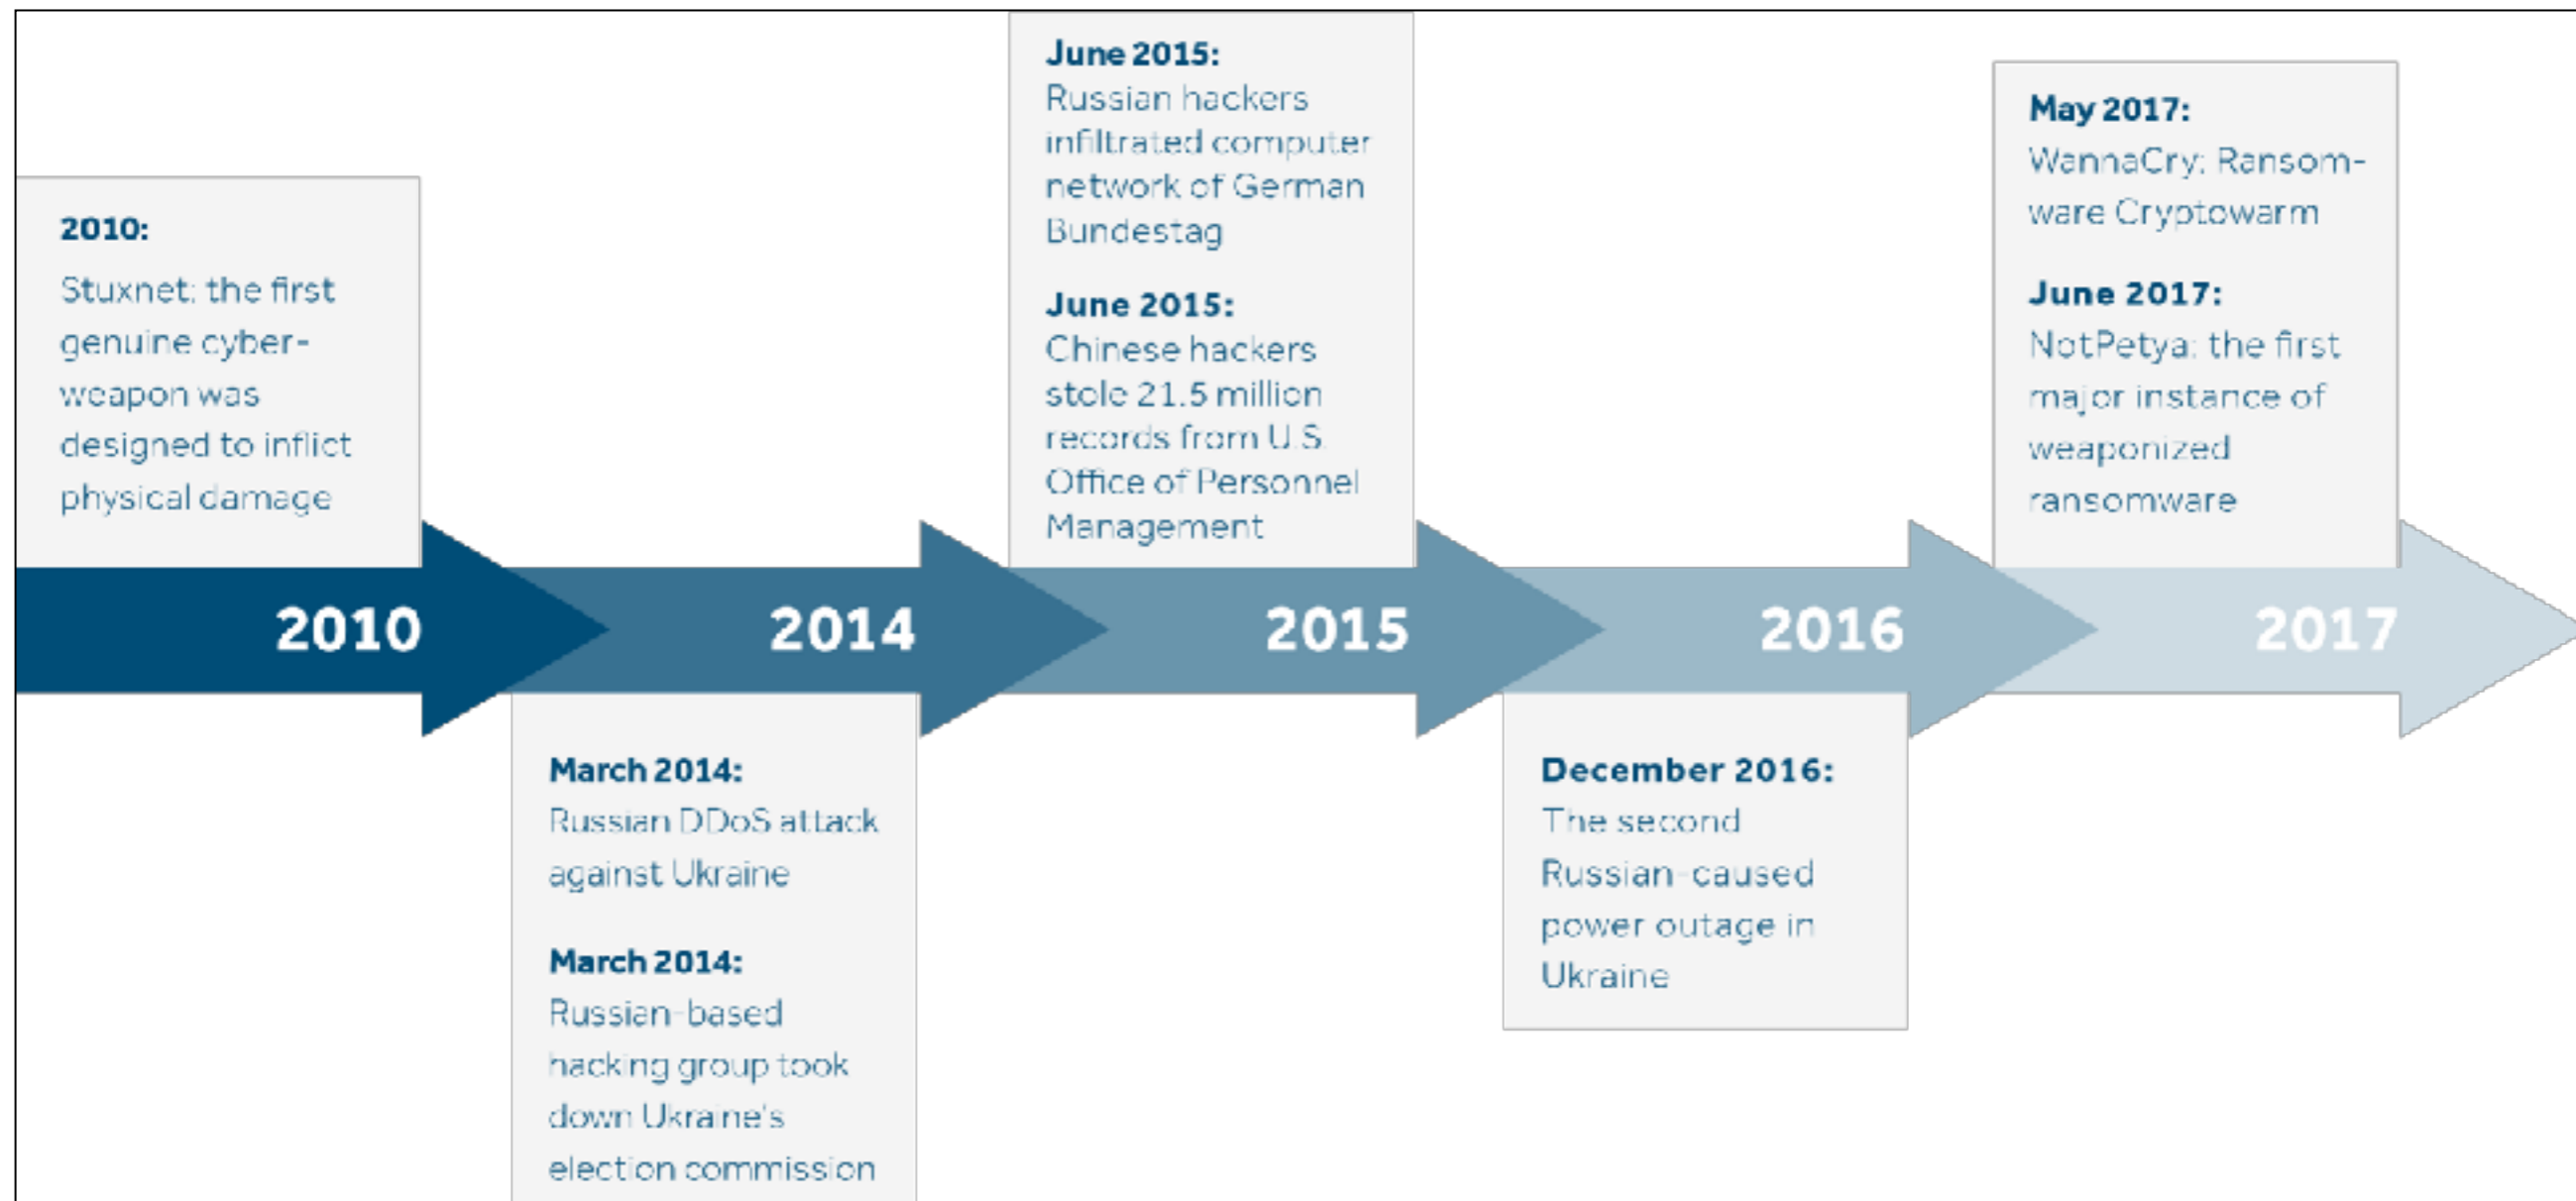 2010:
Stuxnet: the first
genuine cyber-
weapon was
designed to inflict
physical damage
June 2015:
Russian hackers
infiltrated computer
network of German
Bundestag
June 2015:
Chinese hackers
stole 21.5 million
records from U.S.
Office of Personnel
Management
May 2017:
WannaCry: Ransom-
ware Cryptowarm
June 2017:
NotPetya: the first
major instance of
weaponized
ransomware
2010
2014
2015
2016
2017
March 2014:
Russian DDoS attack
against Ukraine
March 2014:
Russian-based
hacking group took
down Ukraine's
election commission
December 2016:
The second
Russian-caused
power outage in
Ukraine